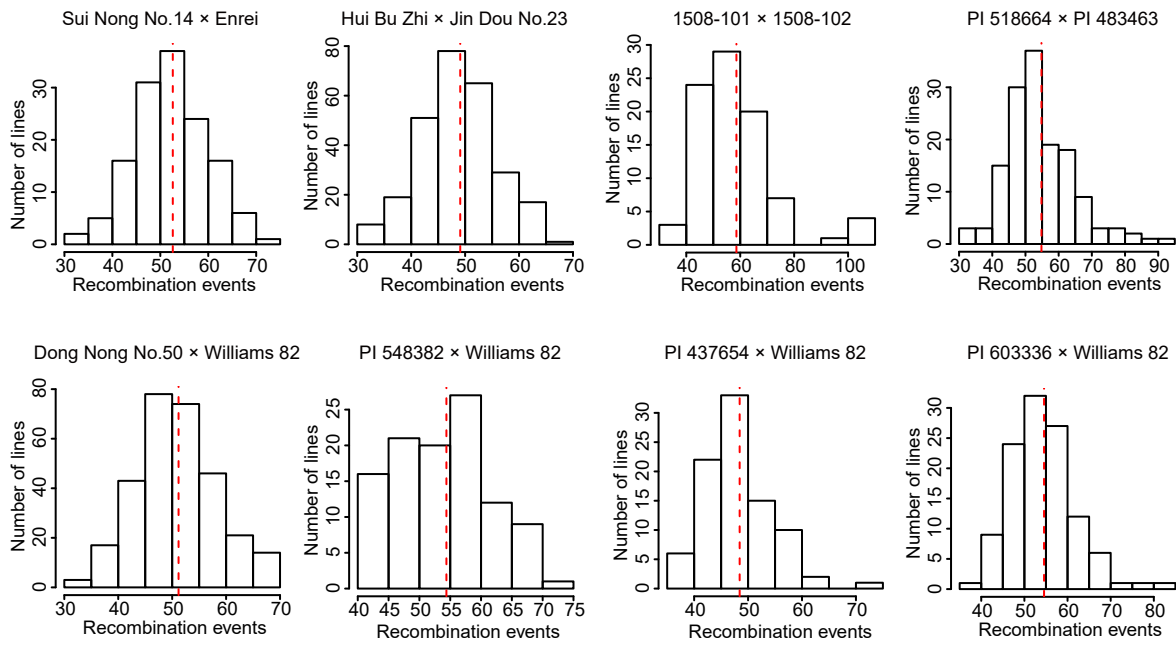 Sui Nong No.14 × Enrei
Number of lines
0 10 20 30
30 40 50 60 70
Recombination events
Hui Bu Zhi × Jin Dou No.23
Number of lines
0 20 40 60 80
30 40 50 60 70
Recombination events
1508-101 × 1508-102
Number of lines
0 5 10 15 20 25 30
40 60 80 100
Recombination events
PI 518664 × PI 483463
Number of lines
0 10 20 30
30 40 50 60 70 80 90
Recombination events
Dong Nong No.50 × Williams 82
Number of lines
0 20 40 60 80
30 40 50 60 70
Recombination events
PI 548382 × Williams 82
Number of lines
0 5 10 15 20 25
40 45 50 55 65 70 75
Recombination events
PI 437654 × Williams 82
Number of lines
0 5 10 15 20 25 30
40 50 60 70
Recombination events
PI 603336 × Williams 82
Number of lines
0 5 10 15 20 25 30
40 50 60 70 80
Recombination events